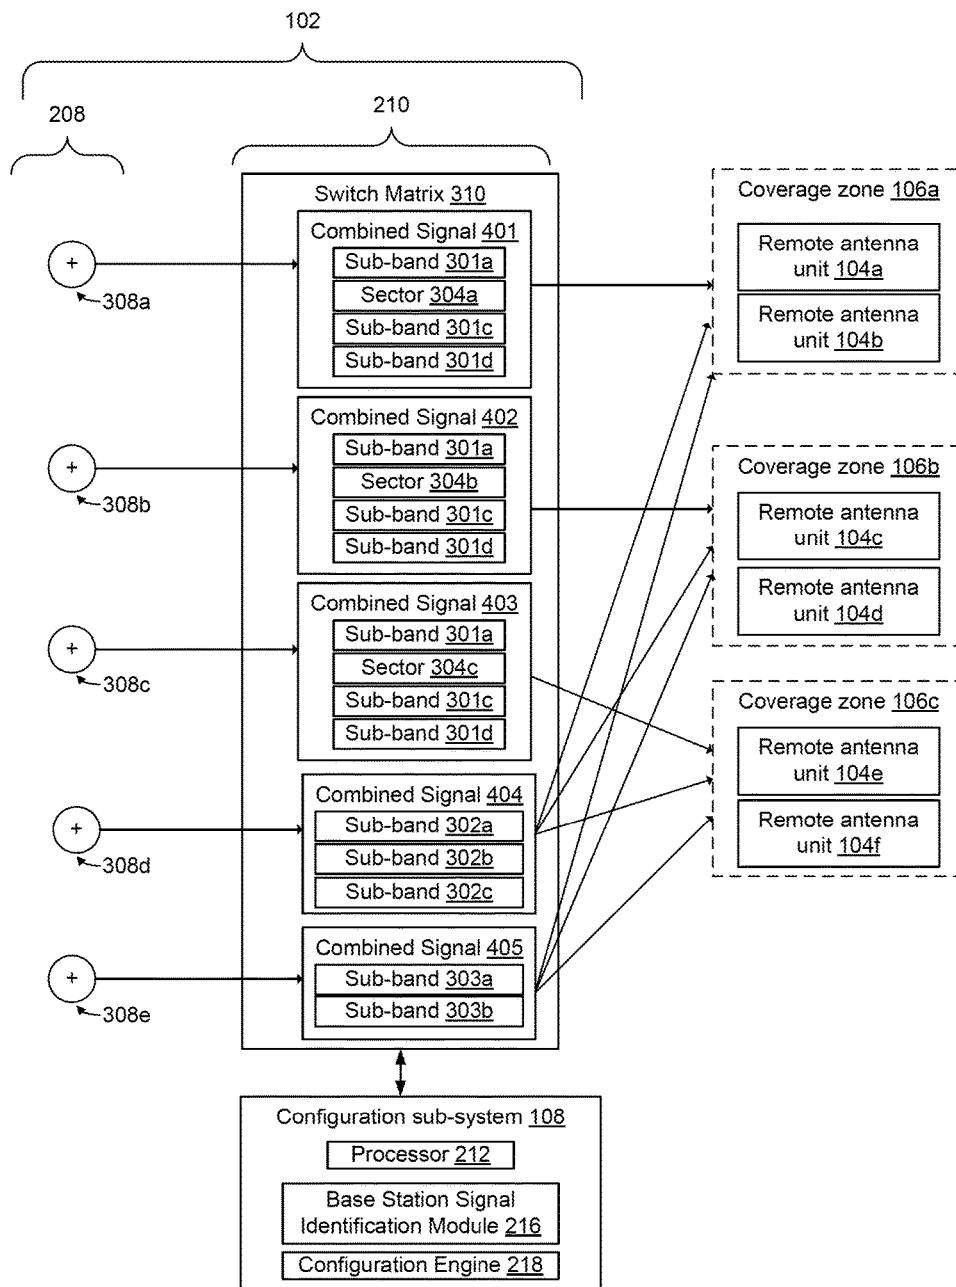 102
208
210
Switch Matrix 310
Combined Signal 401
Sub-band 301a
Sector 304a
Sub-band 301c
Sub-band 301d
308a
Combined Signal 402
Sub-band 301a
Sector 304b
Sub-band 301c
Sub-band 301d
308b
Combined Signal 403
Sub-band 301a
Sector 304c
Sub-band 301c
Sub-band 301d
308c
Combined Signal 404
Sub-band 302a
Sub-band 302b
Sub-band 302c
308d
Combined Signal 405
Sub-band 303a
Sub-band 303b
308e
Coverage zone 106a
Remote antenna
unit 104a
Remote antenna
unit 104b
Coverage zone 106b
Remote antenna
unit 104c
Remote antenna
unit 104d
Coverage zone 106c
Remote antenna
unit 104e
Remote antenna
unit 104f
Configuration sub-system 108
Processor 212
Base Station Signal
Identification Module 216
Configuration Engine 218